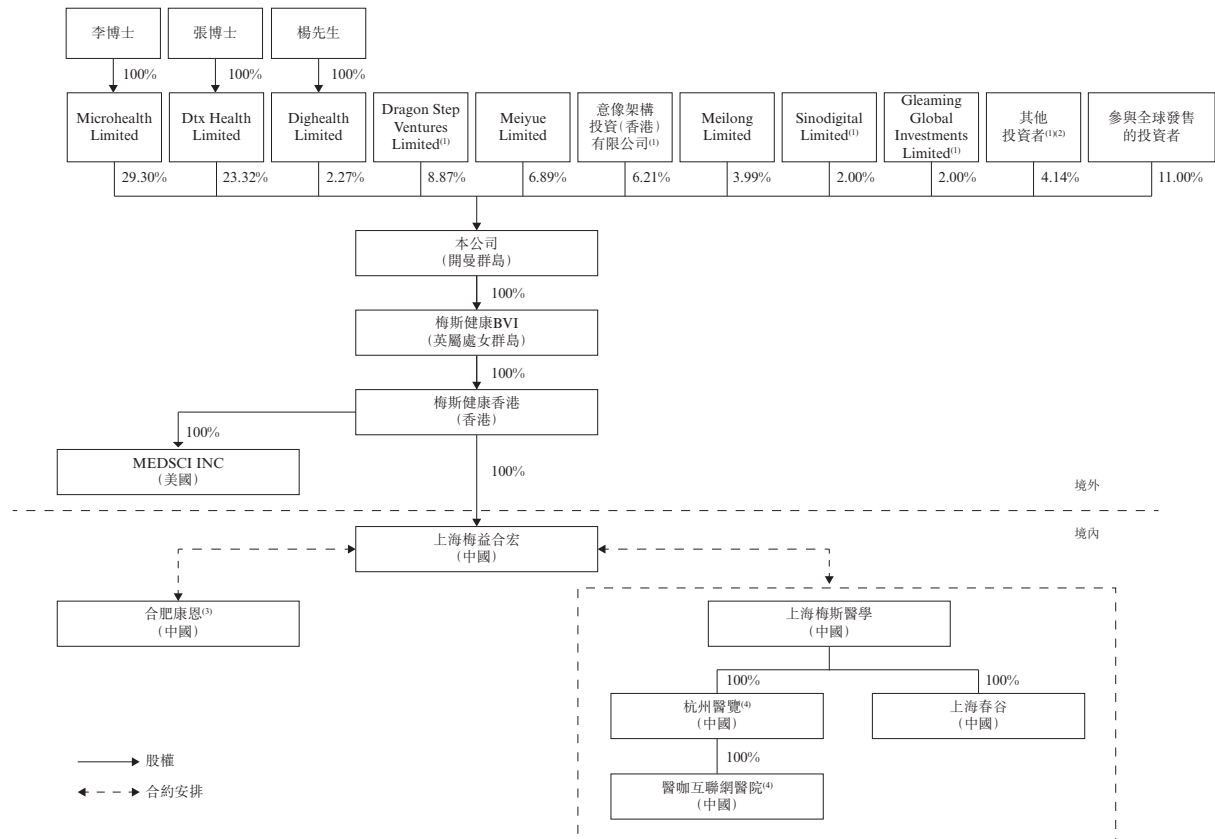 李博士
張博士
楊先生
100%
100%
100%
Microhealth
Limited
Dtx Health
Limited
Dighealth
Limited
Dragon Step
Ventures
Limited(1)
Meiyue
Limited
意像架構
投資(香港)
有限公司(1)
Meilong
Limited
Sinodigital
Limited(1)
Gleaming
Global
Investments
Limited(1)
其他
投資者(1)(2)
參與全球發售
的投資者
29.30%
23.32%
2.27%
8.87%
6.89%
6.21%
3.99%
2.00%
2.00%
4.14%
11.00%
本公司
(開曼群島)
100%
梅斯健康BVI
(英屬處女群島)
100%
梅斯健康香港
(香港)
100%
MEDSCI INC
(美國)
100%
境外
境內
上海梅益合宏
(中國)
合肥康恩(3)
(中國)
上海梅斯醫學
(中國)
100%
100%
杭州醫覽(4)
(中國)
上海春谷
(中國)
100%
醫咖互聯網醫院(4)
(中國)
股權
合約安排